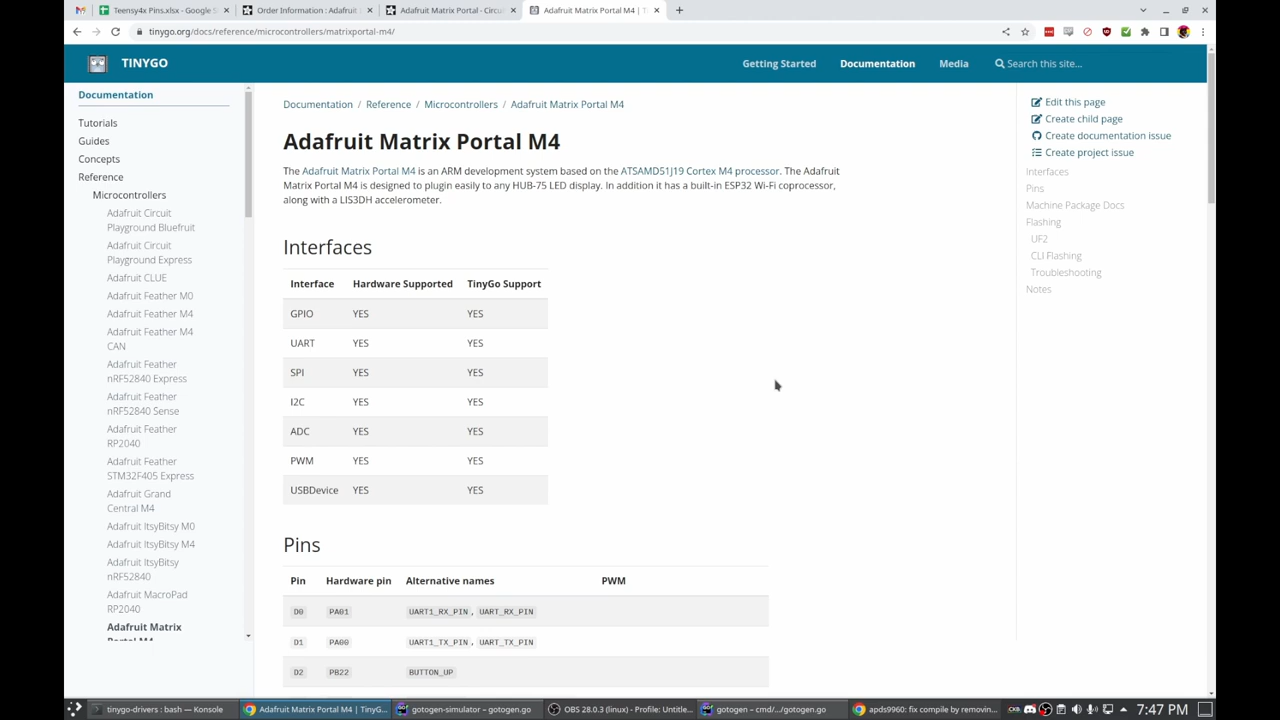 Teensy4x Pins.xlsx - Google S
Order Information : Adafruit
Adafruit Matrix Portal - Circu
Adafruit Matrix Portal M4 | T
tinygo.org/docs/reference/microcontrollers/matrixportal-m4/
TINYGO
Getting Started
Documentation
Media
Search this site...
Documentation
Tutorials
Guides
Concepts
Reference
Microcontrollers
Adafruit Circuit
Playground Bluefruit
Adafruit Circuit
Playground Express
Adafruit CLUE
Adafruit Feather M0
Adafruit Feather M4
Adafruit Feather M4
CAN
Adafruit Feather
nRF52840 Express
Adafruit Feather
nRF52840 Sense
Adafruit Feather
RP2040
Adafruit Feather
STM32F405 Express
Adafruit Grand
Central M4
Adafruit ItsyBitsy M0
Adafruit ItsyBitsy M4
Adafruit ItsyBitsy
nRF52840
Adafruit MacroPad
RP2040
Adafruit Matrix
Portal M4
Documentation / Reference / Microcontrollers / Adafruit Matrix Portal M4
Adafruit Matrix Portal M4
The Adafruit Matrix Portal M4 is an ARM development system based on the ATSAMD51J19 Cortex M4 processor. The Adafruit
Matrix Portal M4 is designed to plugin easily to any HUB-75 LED display. In addition it has a built-in ESP32 Wi-Fi coprocessor,
along with a LIS3DH accelerometer.
Interfaces
Interface Hardware Supported TinyGo Support
GPIO YES YES
UART YES YES
SPI YES YES
I2C YES YES
ADC YES YES
PWM YES YES
USBDevice YES YES
Pins
Pin Hardware pin Alternative names PWM
D0 PA01 UART1_RX_PIN, UART_RX_PIN
D1 PA00 UART1_TX_PIN, UART_TX_PIN
D2 PB22 BUTTON_UP
Edit this page
Create child page
Create documentation issue
Create project issue
Interfaces
Pins
Machine Package Docs
Flashing
UF2
CLI Flashing
Troubleshooting
Notes
tinygo-drivers : bash — Konsole
Adafruit Matrix Portal M4 | TinyG...
gotogen-simulator – gotogen.go
OBS 28.0.3 (linux) - Profile: Untitle...
gotogen – cmd/.../gotogen.go
apds9960: fix compile by removin...
7:47 PM